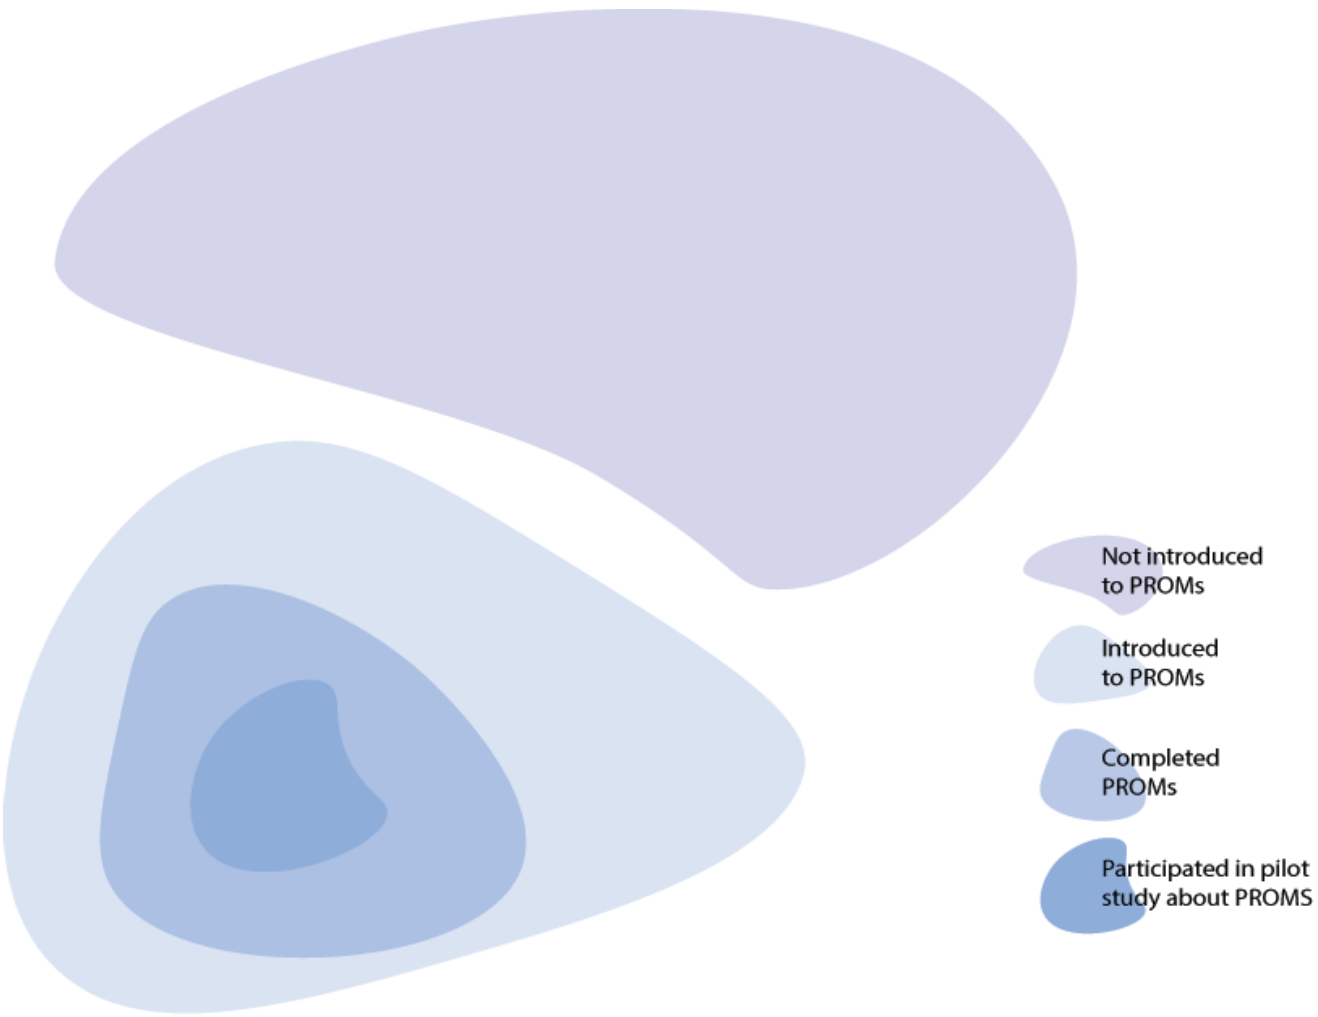 Not introduced
to PROMs
Introduced
to PROMs
Completed
PROMs
Participated in pilot
study about PROMS